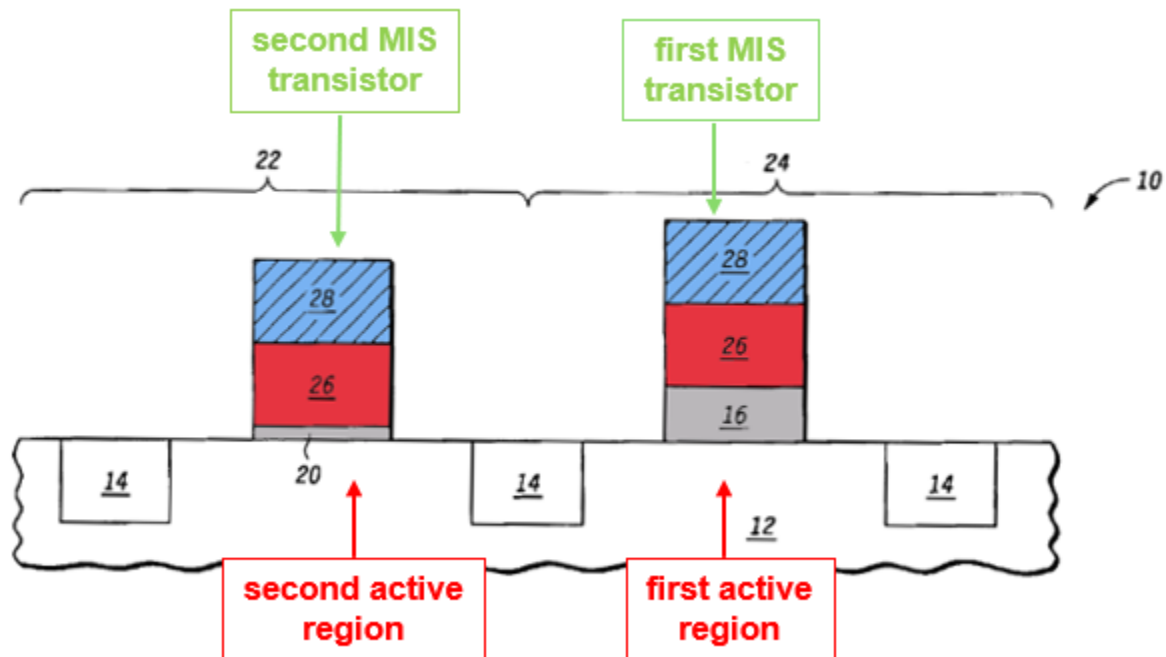 second MIS
transistor
first MIS
transistor
22
24
10
28
28
26
26
16
20
14
14
14
12
second active
region
first active
region